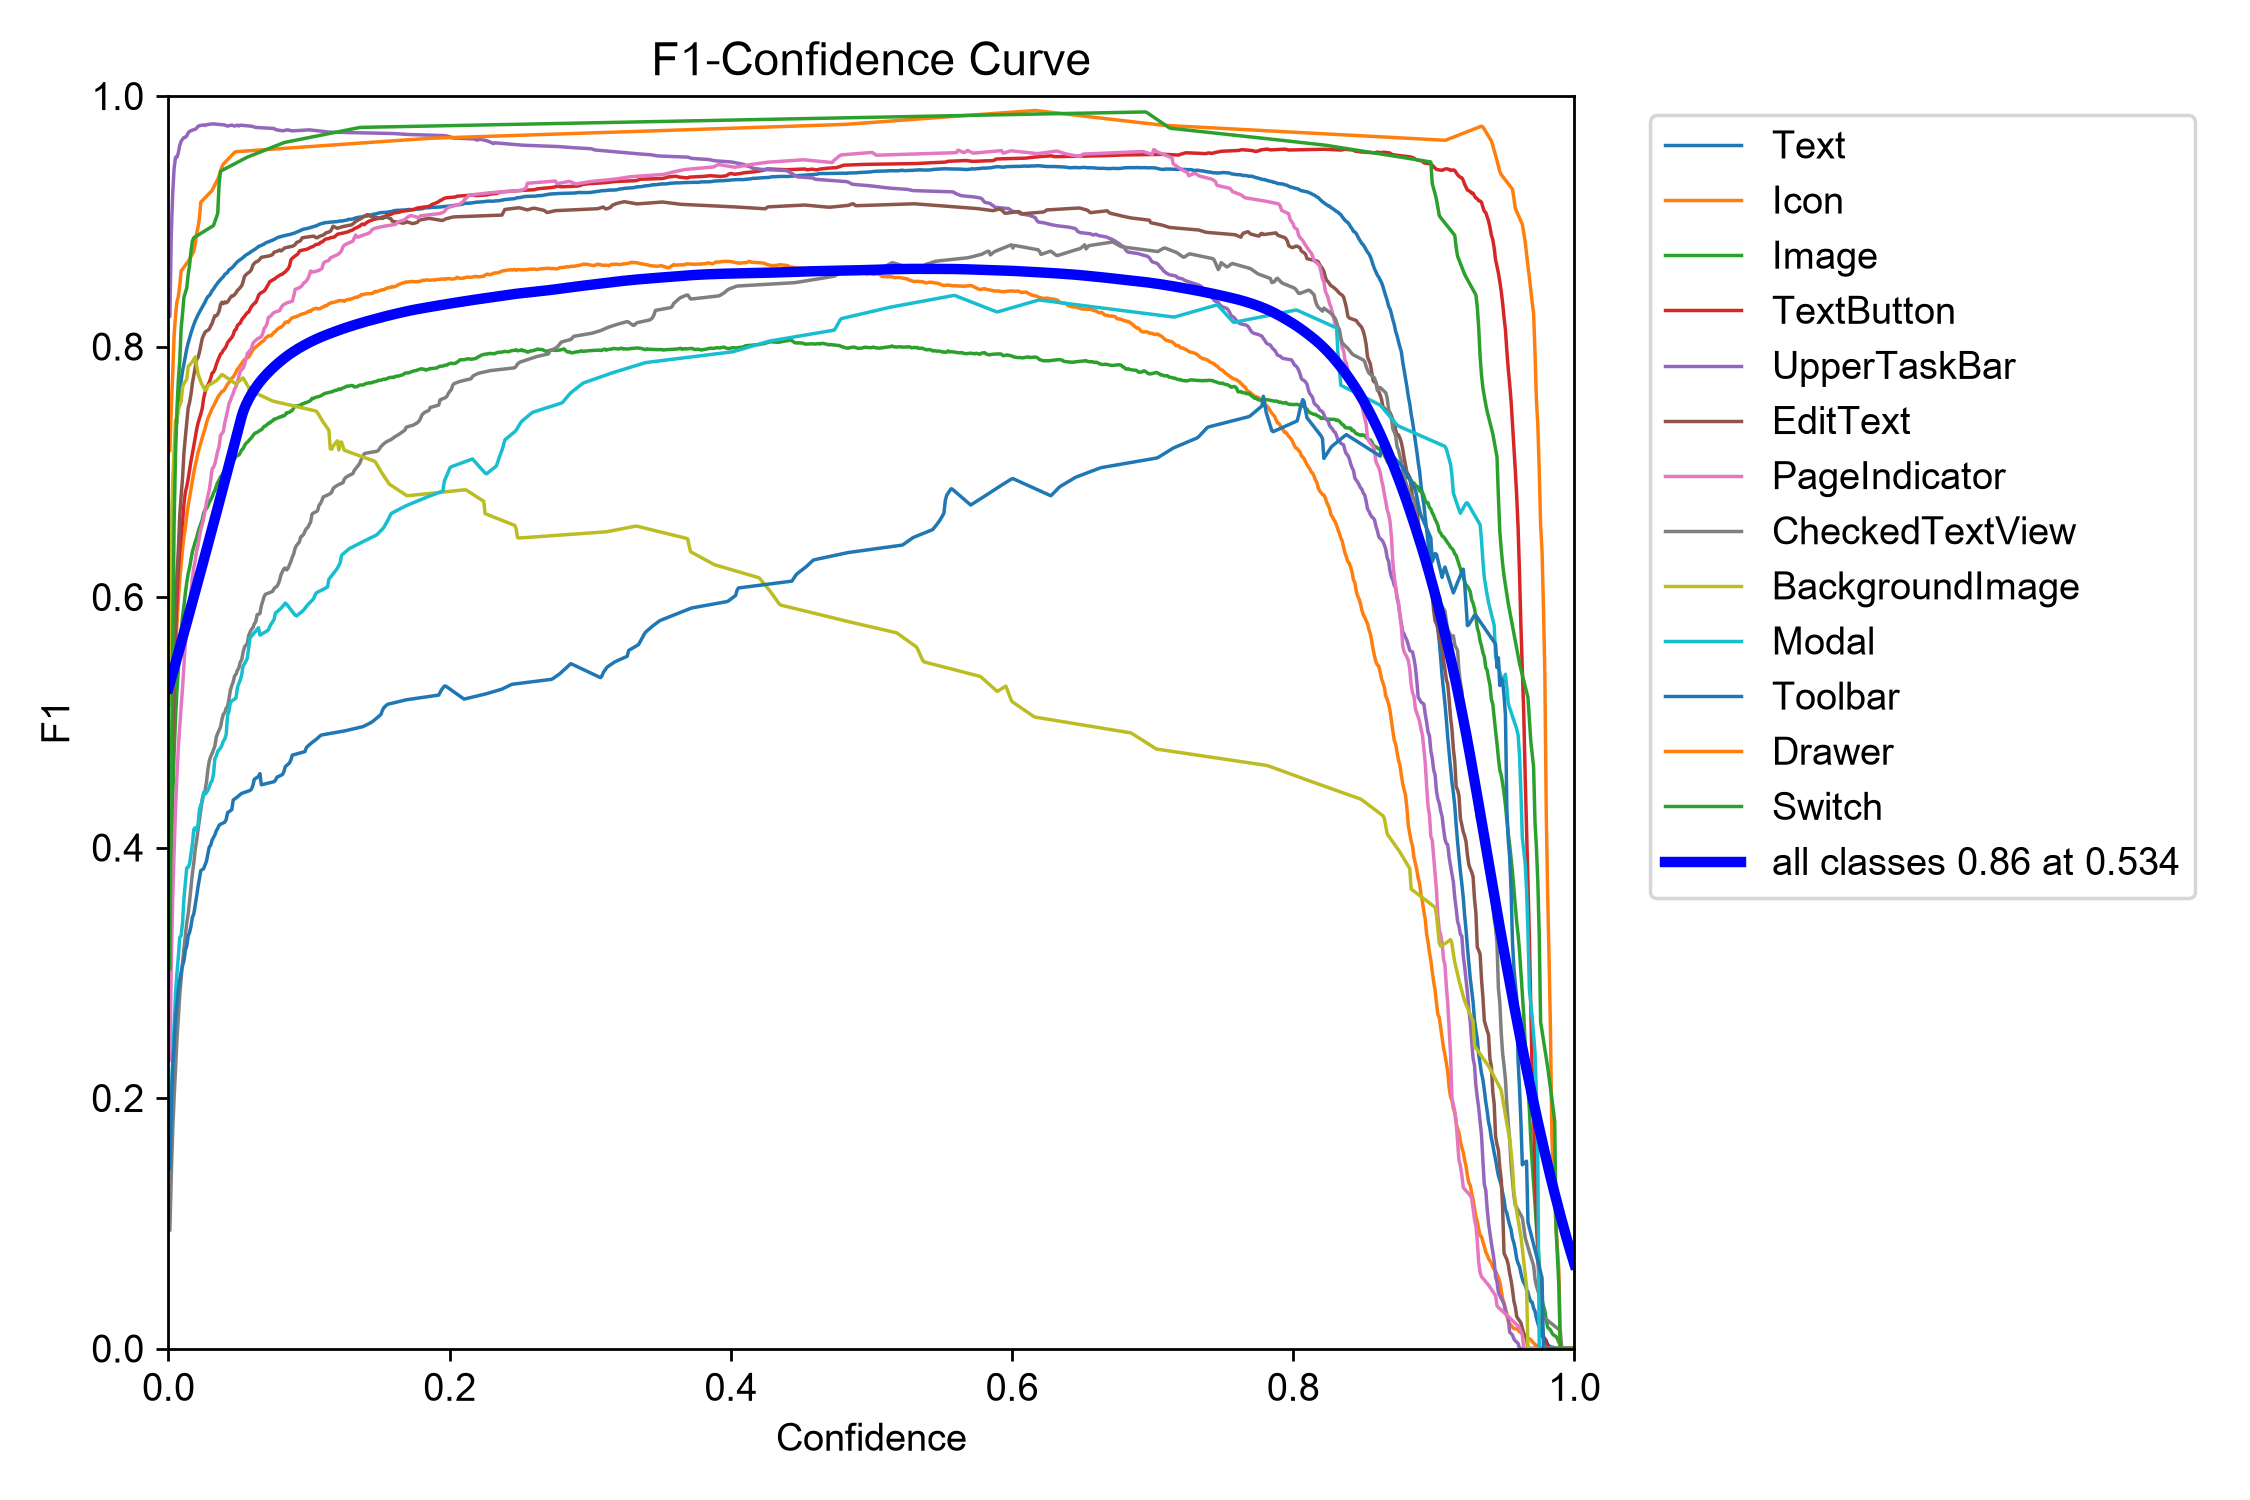 F1-Confidence Curve
1.0
0.8
0.6
0.4
0.2
0.0
F1
0.0 0.2 0.4 0.6 0.8 1.0
Confidence
Text
Icon
Image
TextButton
UpperTaskBar
EditText
PageIndicator
CheckedTextView
BackgroundImage
Modal
Toolbar
Drawer
Switch
all classes 0.86 at 0.534